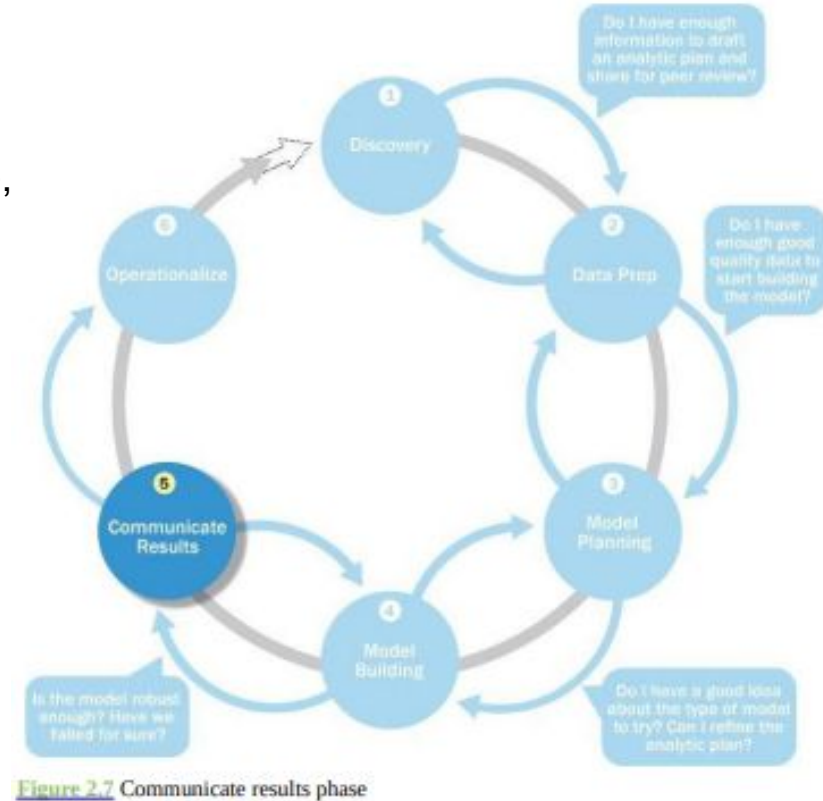 ,
Do I have enough
information to draft
an analytic plan and
share for peer review?
1
Discovery
2
Data Prep
Do I have
enough good
quality data to
start building
the model?
6
Operationalize
3
Model
Planning
5
Communicate
Results
4
Model
Building
Is the model robust
enough? Have we
failed for sure?
Do I have a good idea
about the type of model
to try? Can I refine the
analytic plan?
Figure 2.7 Communicate results phase